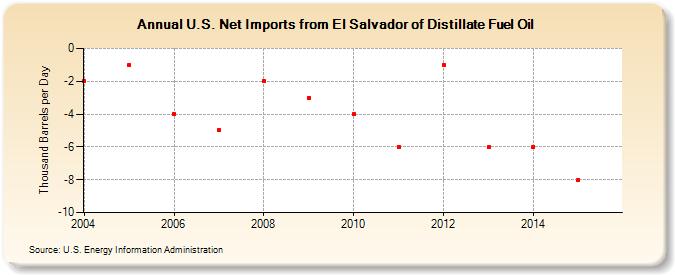 Annual U.S. Net Imports from El Salvador of Distillate Fuel Oil
Thousand Barrels per Day
0
-2
-4
-6
-8
-10
2004 2006 2008 2010 2012 2014
Source: U.S. Energy Information Administration